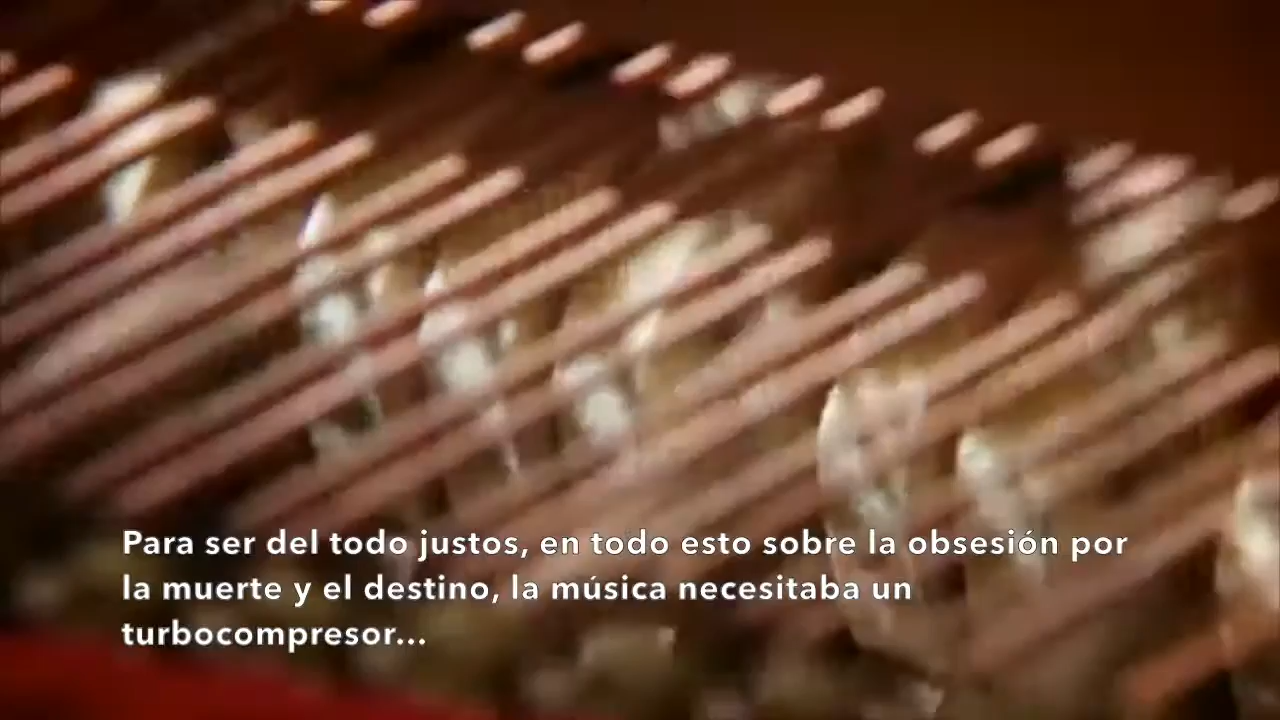 Para ser del todo justos, en todo esto sobre la obsesión por
la muerte y el destino, la música necesitaba un
turbocompresor...